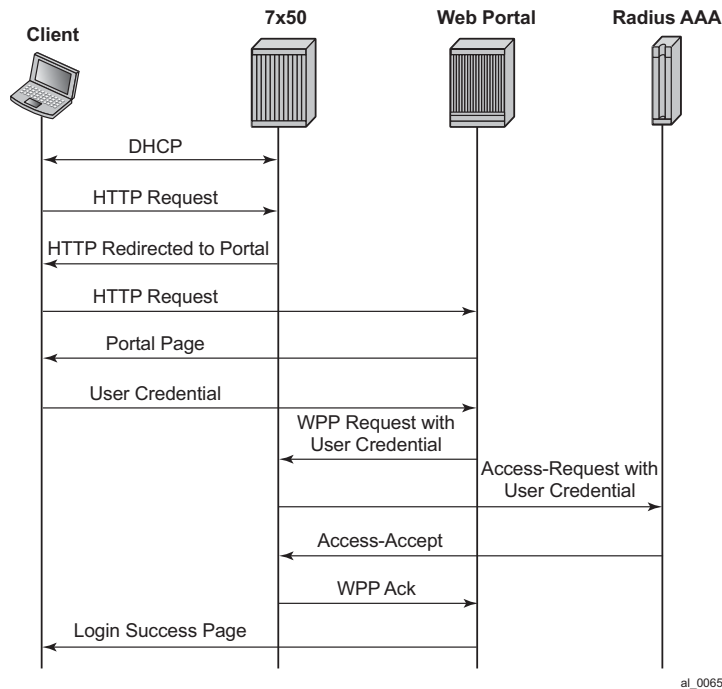 Client
7x50
Web Portal
Radius AAA
DHCP
HTTP Request
HTTP Redirected to Portal
HTTP Request
Portal Page
User Credential
WPP Request with
User Credential
Access-Request with
User Credential
Access-Accept
WPP Ack
Login Success Page
al_0065